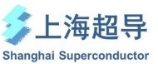 上海超导
Shanghai Superconductor